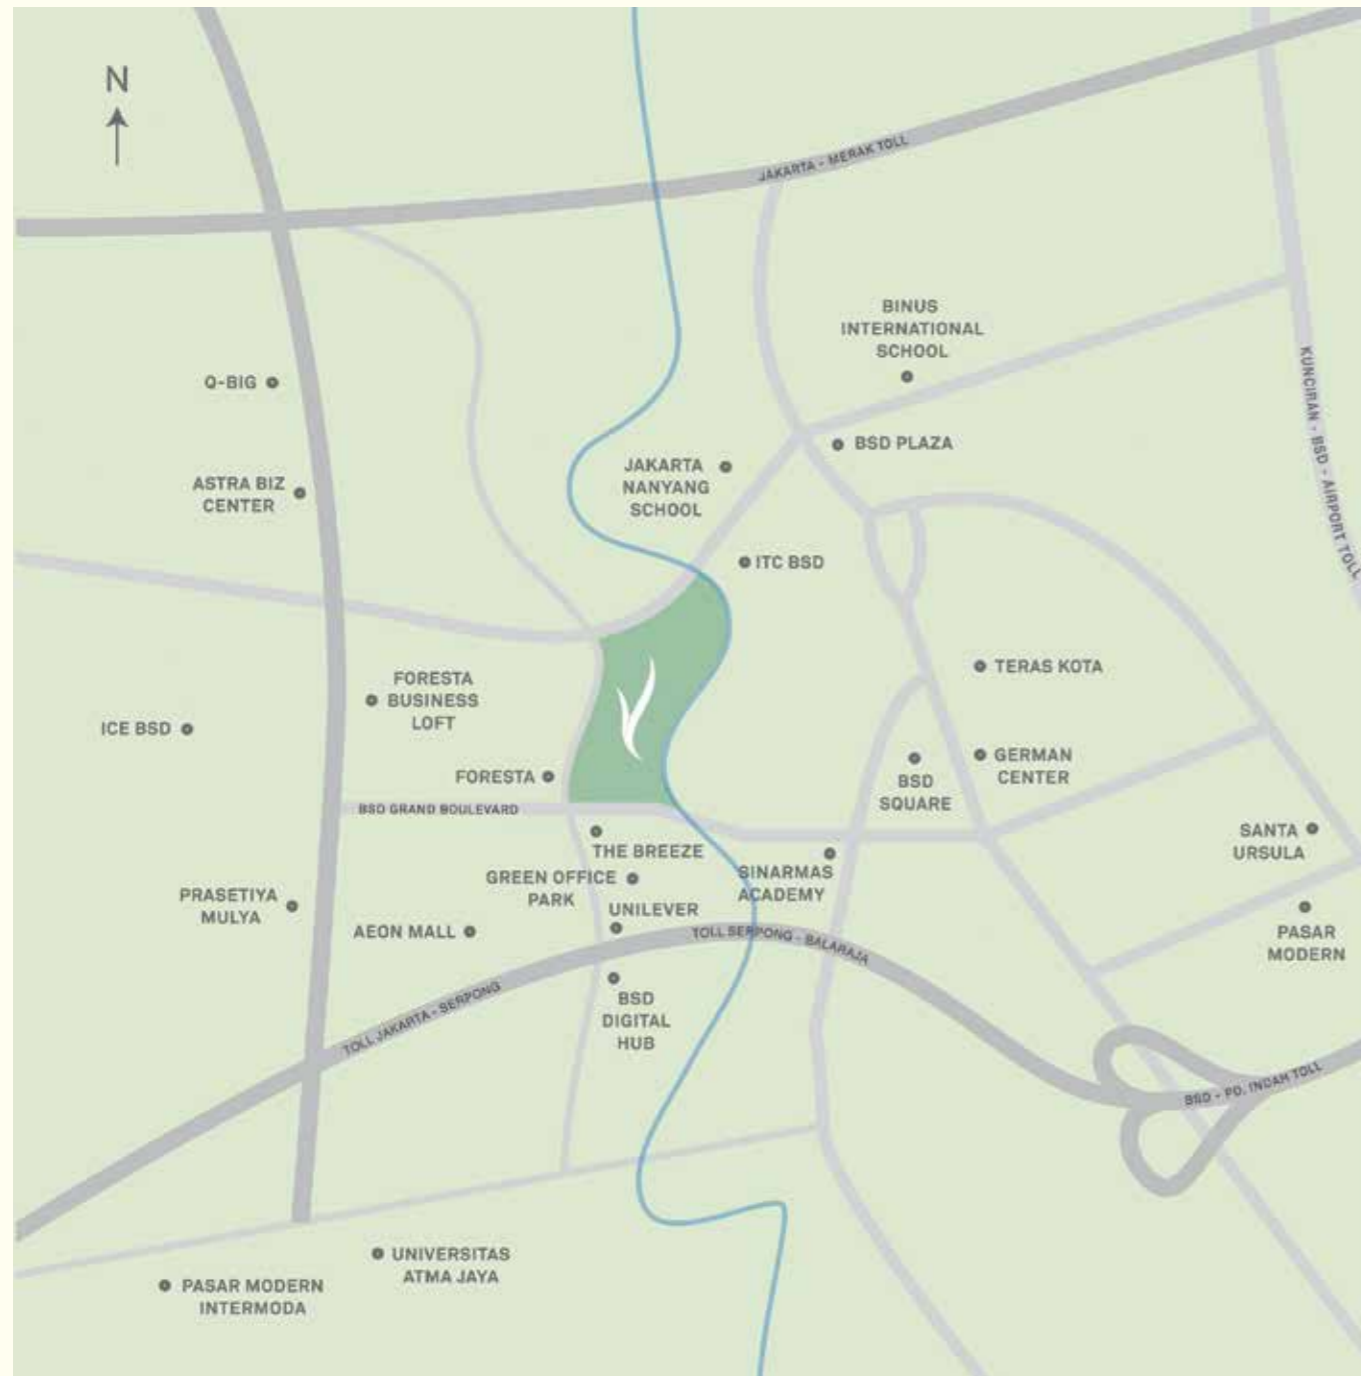 N
JAKARTA - MERAK TOLL
BINUS
INTERNATIONAL
SCHOOL
KUNCIRAN - BSD - AIRPORT TOLL
Q-BIG
BSD PLAZA
JAKARTA
NANYANG
SCHOOL
ASTRA BIZ
CENTER
ITC BSD
TERAS KOTA
FORESTA
BUSINESS
LOFT
ICE BSD
FORESTA
BSD
SQUARE
GERMAN
CENTER
BSD GRAND BOULEVARD
THE BREEZE
SANTA
URSULA
SINARMAS
ACADEMY
GREEN OFFICE
PARK
PRASETIYA
MULYA
UNILEVER
AEON MALL
PASAR
MODERN
TOLL SERPONG - BALARAJA
TOLL JAKARTA - SERPONG
BSD
DIGITAL
HUB
BSD - PD. INDAH TOLL
UNIVERSITAS
ATMA JAYA
PASAR MODERN
INTERMODA